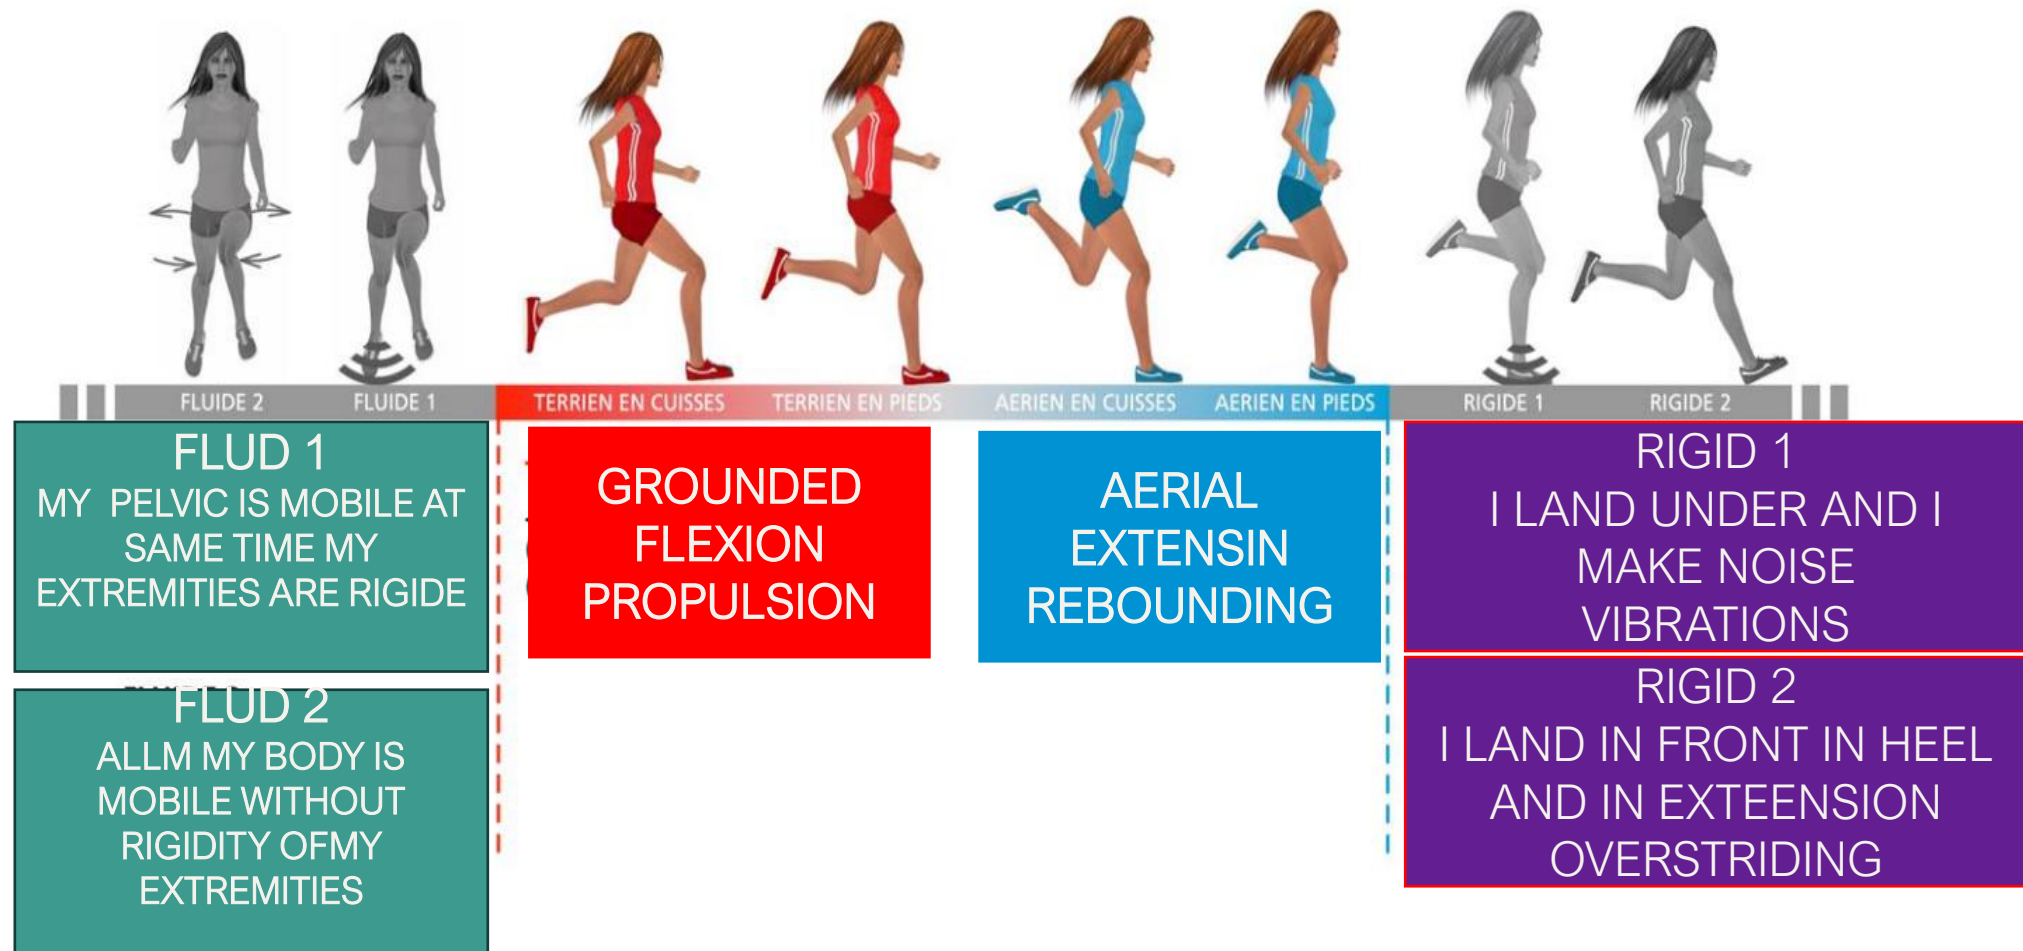 FLUIDE 2
FLUIDE 1
TERRIEN EN CUISSES
TERRIEN EN PIEDS
AERIEN EN CUISSES
AERIEN EN PIEDS
RIGIDE 1
RIGIDE 2
FLUD 1
MY PELVIC IS MOBILE AT
SAME TIME MY
EXTREMITIES ARE RIGIDE
FLUD 2
ALLM MY BODY IS
MOBILE WITHOUT
RIGIDITY OFMY
EXTREMITIES
GROUNDED
FLEXION
PROPULSION
AERIAL
EXTENSIN
REBOUNDING
RIGID 1
I LAND UNDER AND I
MAKE NOISE
VIBRATIONS
RIGID 2
I LAND IN FRONT IN HEEL
AND IN EXTEENSION
OVERSTRIDING